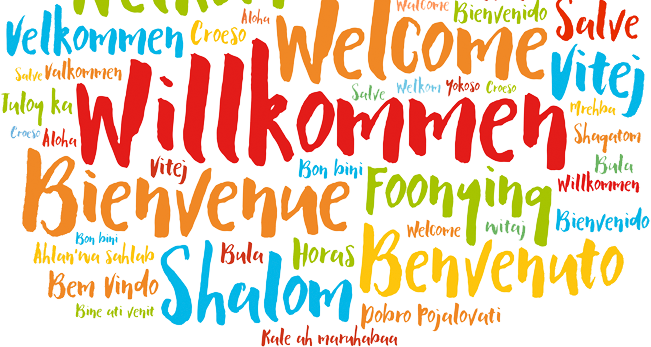 Velkommen
Croeso
Aloha
Welcome
Bienvenido
Salve
Welcome
Salve
Valkommen
Vitej
Tuloy ka
Willkommen
Salve
Welkom
Yokoso
Croeso
Mrehba
Croeso
Aloha
Shagatom
Vitej
Bon bini
Bula
Willkommen
Bienvenue
Foonying
Bienvenido
Welcome
witaj
Bon bini
Ahlan'wa sahlab
Bula
Horas
Benvenuto
Bem Vindo
Shalom
Bine ati venit
Dobro Pojalovati
Kale ah maruhabaa